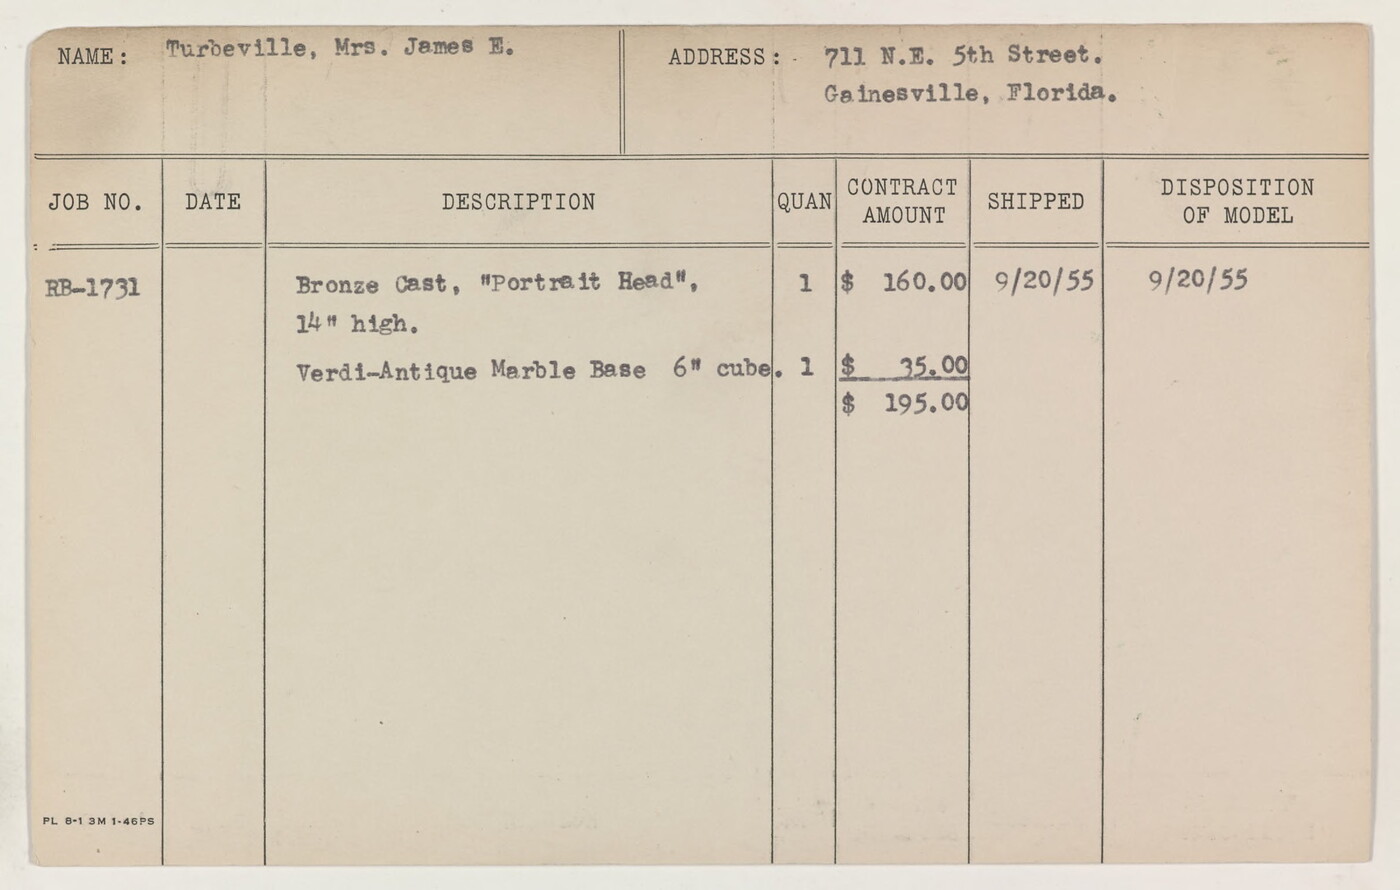 NAME: Turbeville, Mrs. James E.
ADDRESS: 711 N.E. 5th Street.
Gainesville, Florida.
JOB NO. DATE DESCRIPTION QUAN CONTRACT AMOUNT SHIPPED DISPOSITION OF MODEL
RB-1731 Bronze Cast, "Portrait Head", 1 $ 160.00 9/20/55 9/20/55
14" high.
Verdi-Antique Marble Base 6" cube. 1 $ 35.00
$ 195.00
PL 8-1 3M 1-46PS